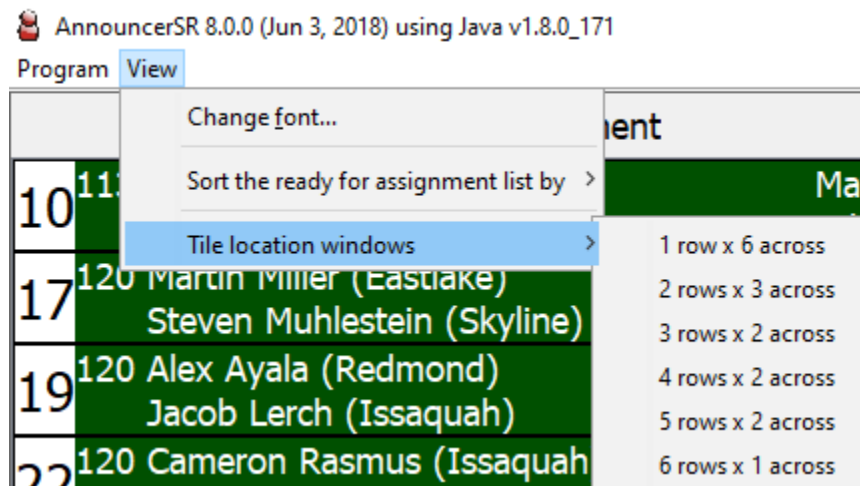 AnnouncerSR 8.0.0 (Jun 3, 2018) using Java v1.8.0_171
Program View
Change font...
Sort the ready for assignment list by >
Tile location windows >
1 row x 6 across
2 rows x 3 across
3 rows x 2 across
4 rows x 2 across
5 rows x 2 across
6 rows x 1 across
10
17 120 Martin Miller (Eastlake)
Steven Muhlestein (Skyline)
19 120 Alex Ayala (Redmond)
Jacob Lerch (Issaquah)
22 120 Cameron Rasmus (Issaquah